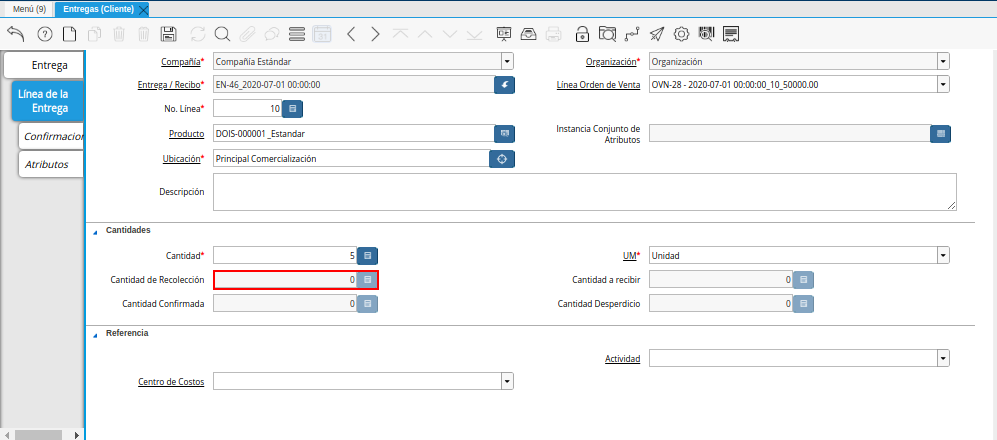 Menú (9)
Entregas (Cliente)
Entrega
Línea de la
Entrega
Confirmacion
Atributos
Compañía*
Compañía Estándar
Organización*
Organización
Entrega / Recibo*
EN-46_2020-07-01 00:00:00
Línea Orden de Venta
OVN-28 - 2020-07-01 00:00:00_10_50000.00
No. Línea*
10
Producto
DOIS-000001_Estandar
Instancia Conjunto de
Atributos
Ubicación*
Principal Comercialización
Descripción
Cantidades
Cantidad*
5
UM*
Unidad
Cantidad de Recolección
0
Cantidad a recibir
0
Cantidad Confirmada
0
Cantidad Desperdicio
0
Referencia
Actividad
Centro de Costos